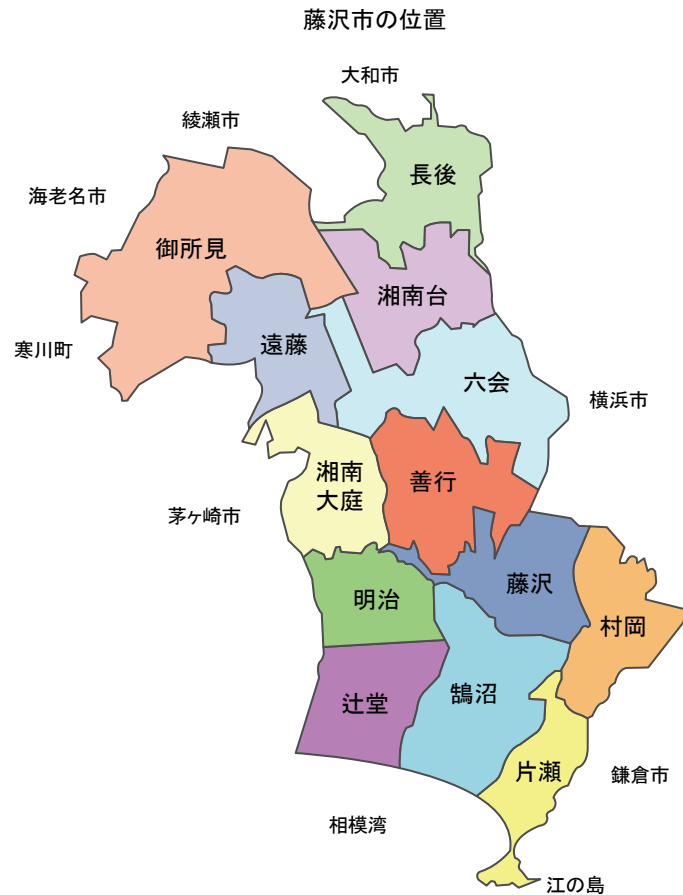 藤沢市の位置
大和市
綾瀬市
長後
海老名市
御所見
湘南台
遠藤
寒川町
六会
横浜市
湘南
大庭
善行
茅ヶ崎市
藤沢
明治
村岡
辻堂
鵠沼
片瀬
鎌倉市
相模湾
江の島